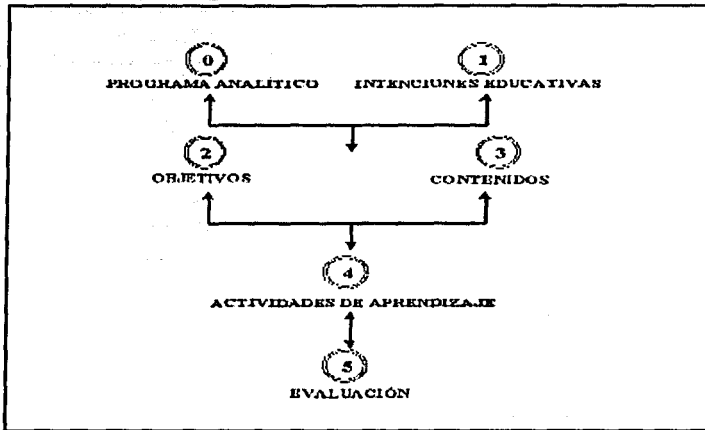 0 1
PROGRAMA ANALÍTICO INTENCIONES EDUCATIVAS
2 3
OBJETIVOS CONTENIDOS
4
ACTIVIDADES DE APRENDIZAJE
5
EVALUACIÓN